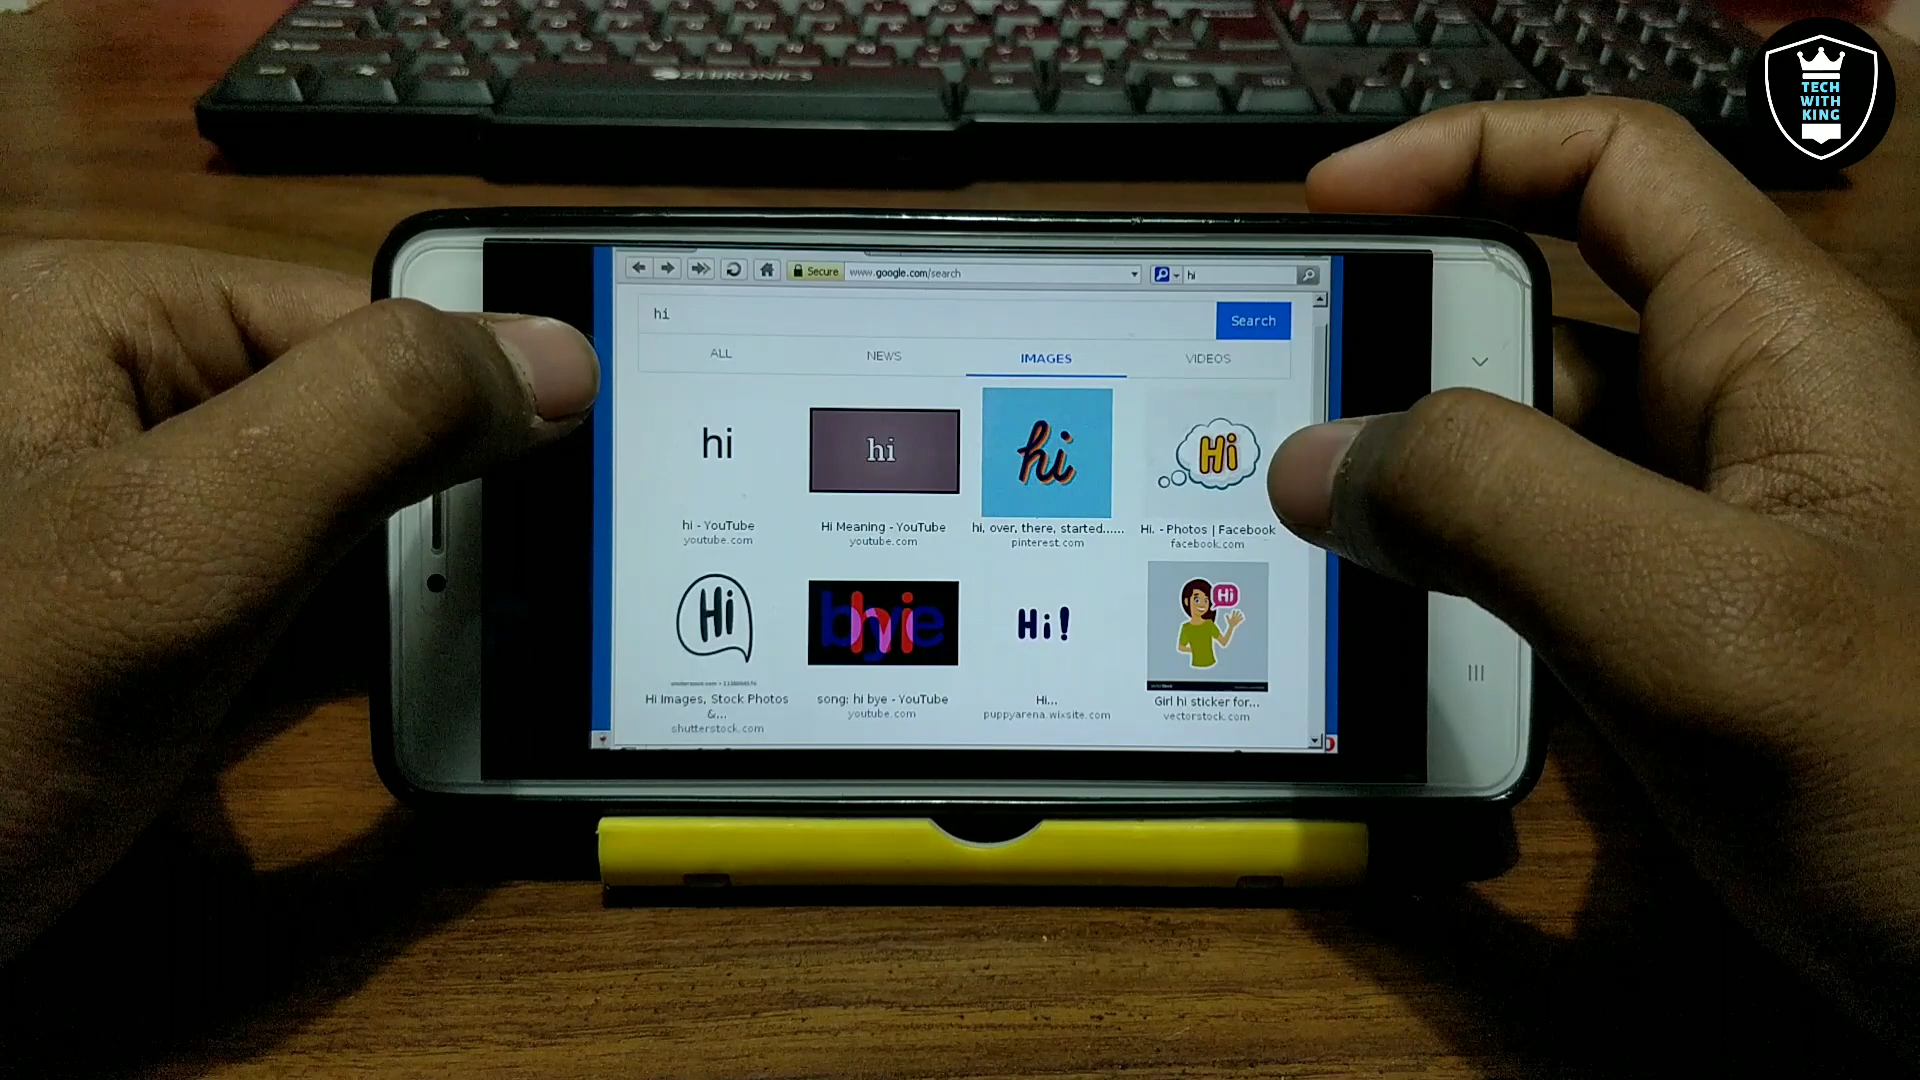 ZEBRONICS
TECH
WITH
KING
Secure
www.google.com/search
hi
hi
Search
ALL
NEWS
IMAGES
VIDEOS
hi
hi
hi
Hi
hi - YouTube
youtube.com
Hi Meaning - YouTube
youtube.com
hi, over, there, started......
pinterest.com
Hi. - Photos | Facebook
facebook.com
Hi
bye
hi
Hi!
Hi
Hi Images, Stock Photos
&...
shutterstock.com
song: hi bye - YouTube
youtube.com
Hi...
puppyarena.wixsite.com
Girl hi sticker for...
vectorstock.com